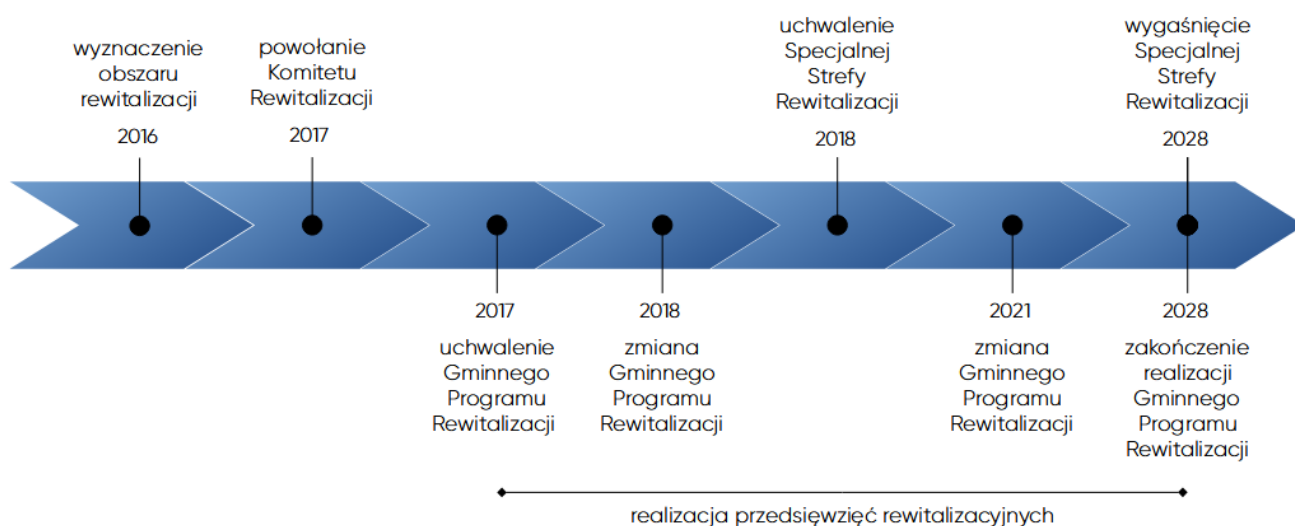 wyznaczenie
obszaru
rewitalizacji
2016
powołanie
Komitetu
Rewitalizacji
2017
uchwalenie
Specjalnej
Strefy
Rewitalizacji
2018
wygaśnięcie
Specjalnej
Strefy
Rewitalizacji
2028
2017
uchwalenie
Gminnego
Programu
Rewitalizacji
2018
zmiana
Gminnego
Programu
Rewitalizacji
2021
zmiana
Gminnego
Programu
Rewitalizacji
2028
zakończenie
realizacji
Gminnego
Programu
Rewitalizacji
realizacja przedsięwzięć rewitalizacyjnych